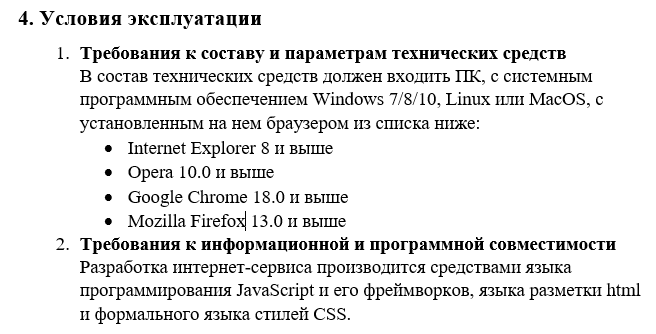 4. Условия эксплуатации
1. Требования к составу и параметрам технических средств
В состав технических средств должен входить ПК, с системным
программным обеспечением Windows 7/8/10, Linux или MacOS, с
установленным на нем браузером из списка ниже:
• Internet Explorer 8 и выше
• Opera 10.0 и выше
• Google Chrome 18.0 и выше
• Mozilla Firefox 13.0 и выше
2. Требования к информационной и программной совместимости
Разработка интернет-сервиса производится средствами языка
программирования JavaScript и его фреймворков, языка разметки html
и формального языка стилей CSS.